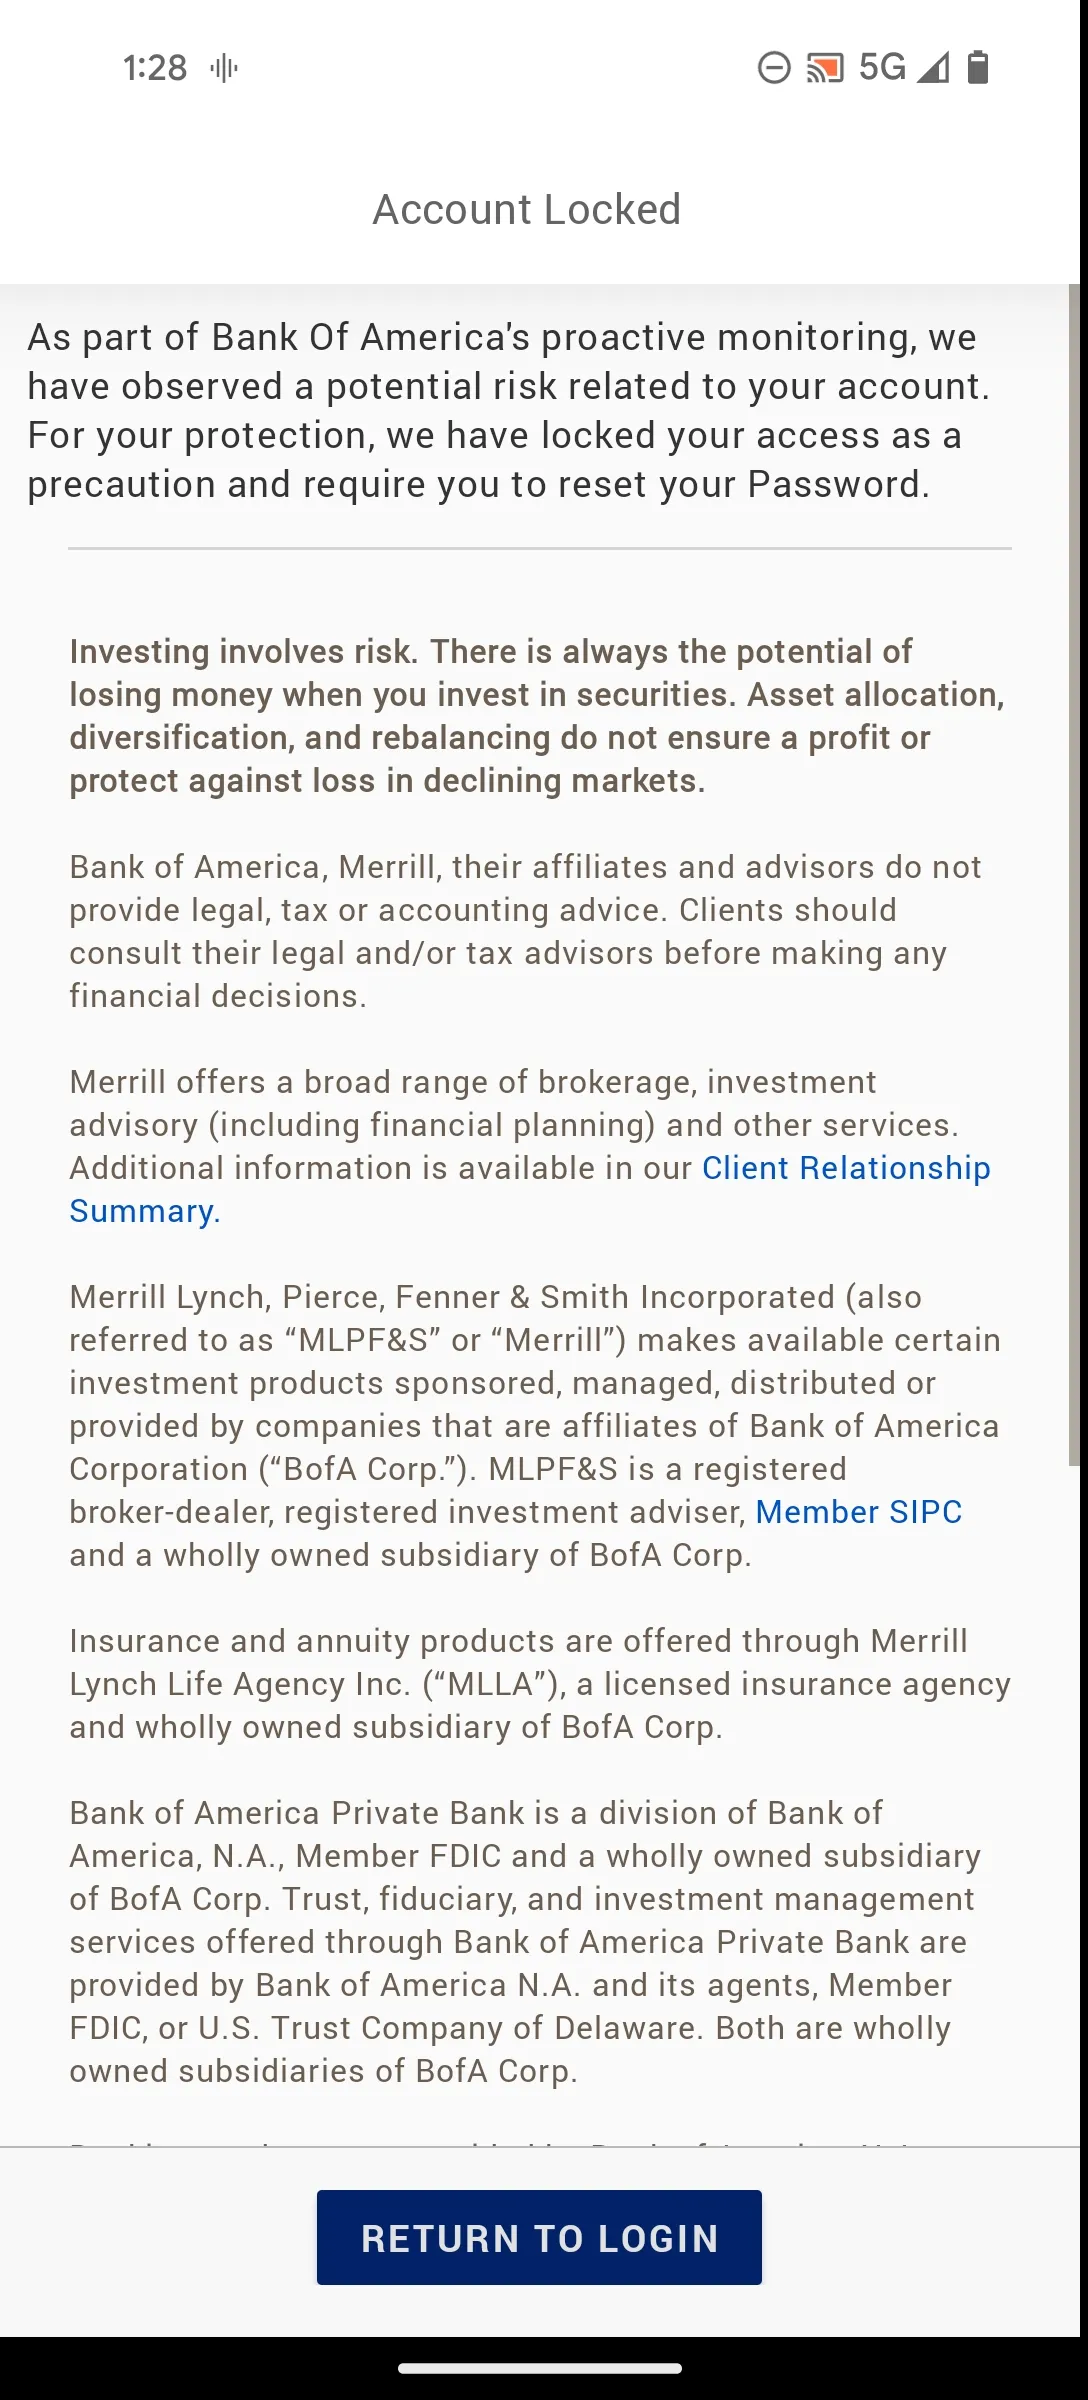 1:28
5G
Account Locked
As part of Bank Of America's proactive monitoring, we
have observed a potential risk related to your account.
For your protection, we have locked your access as a
precaution and require you to reset your Password.
Investing involves risk. There is always the potential of
losing money when you invest in securities. Asset allocation,
diversification, and rebalancing do not ensure a profit or
protect against loss in declining markets.
Bank of America, Merrill, their affiliates and advisors do not
provide legal, tax or accounting advice. Clients should
consult their legal and/or tax advisors before making any
financial decisions.
Merrill offers a broad range of brokerage, investment
advisory (including financial planning) and other services.
Additional information is available in our Client Relationship
Summary.
Merrill Lynch, Pierce, Fenner & Smith Incorporated (also
referred to as “MLPF&S” or “Merrill”) makes available certain
investment products sponsored, managed, distributed or
provided by companies that are affiliates of Bank of America
Corporation (“BofA Corp.”). MLPF&S is a registered
broker-dealer, registered investment adviser, Member SIPC
and a wholly owned subsidiary of BofA Corp.
Insurance and annuity products are offered through Merrill
Lynch Life Agency Inc. (“MLLA”), a licensed insurance agency
and wholly owned subsidiary of BofA Corp.
Bank of America Private Bank is a division of Bank of
America, N.A., Member FDIC and a wholly owned subsidiary
of BofA Corp. Trust, fiduciary, and investment management
services offered through Bank of America Private Bank are
provided by Bank of America N.A. and its agents, Member
FDIC, or U.S. Trust Company of Delaware. Both are wholly
owned subsidiaries of BofA Corp.
RETURN TO LOGIN